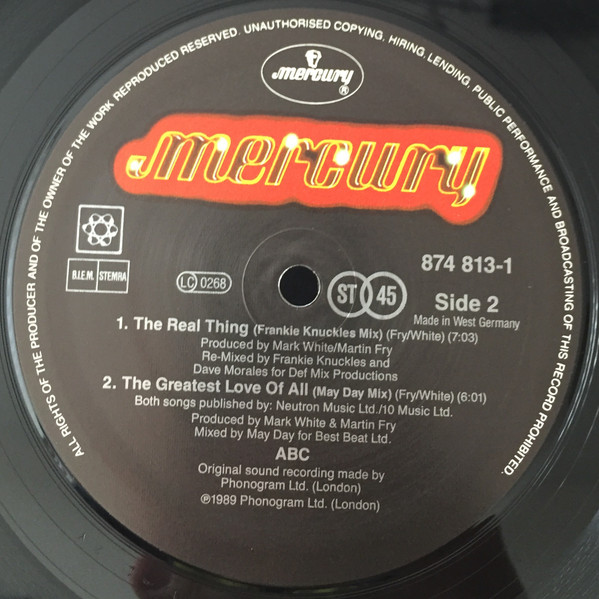 ALL RIGHTS OF THE PRODUCER AND OF THE OWNER OF THE WORK REPRODUCED RESERVED. UNAUTHORISED COPYING, HIRING, LENDING, PUBLIC PERFORMANCE AND BROADCASTING OF THIS RECORD PROHIBITED.
mercury®
mercury
B.I.E.M. STEMRA
LC 0268
ST 45
874 813-1
Side 2
Made in West Germany
1. The Real Thing (Frankie Knuckles Mix) (Fry/White) (7:03)
Produced by Mark White/Martin Fry
Re-Mixed by Frankie Knuckles and
Dave Morales for Def Mix Productions
2. The Greatest Love Of All (May Day Mix) (Fry/White) (6:01)
Both songs published by: Neutron Music Ltd./10 Music Ltd.
Produced by Mark White & Martin Fry
Mixed by May Day for Best Beat Ltd.
ABC
Original sound recording made by
Phonogram Ltd. (London)
℗1989 Phonogram Ltd. (London)